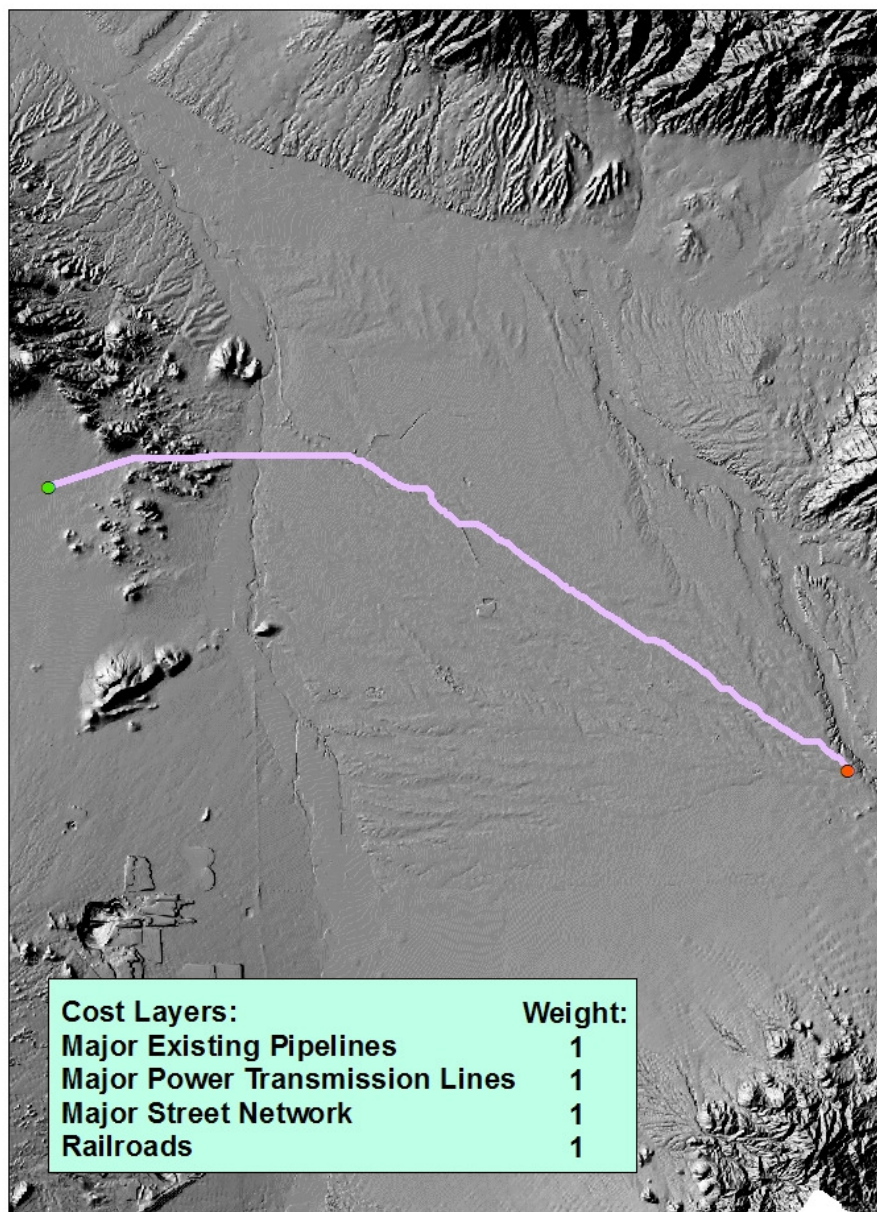 Cost Layers: Weight:
Major Existing Pipelines 1
Major Power Transmission Lines 1
Major Street Network 1
Railroads 1